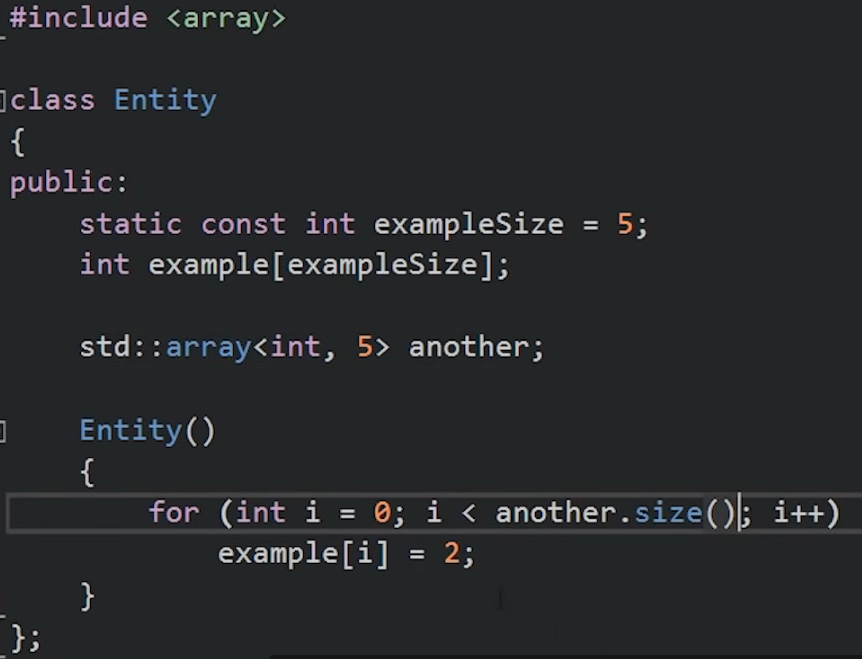 #include <array>
class Entity
{
public:
    static const int exampleSize = 5;
    int example[exampleSize];
    std::array<int, 5> another;
    Entity()
    {
        for (int i = 0; i < another.size(); i++)
            example[i] = 2;
    }
};